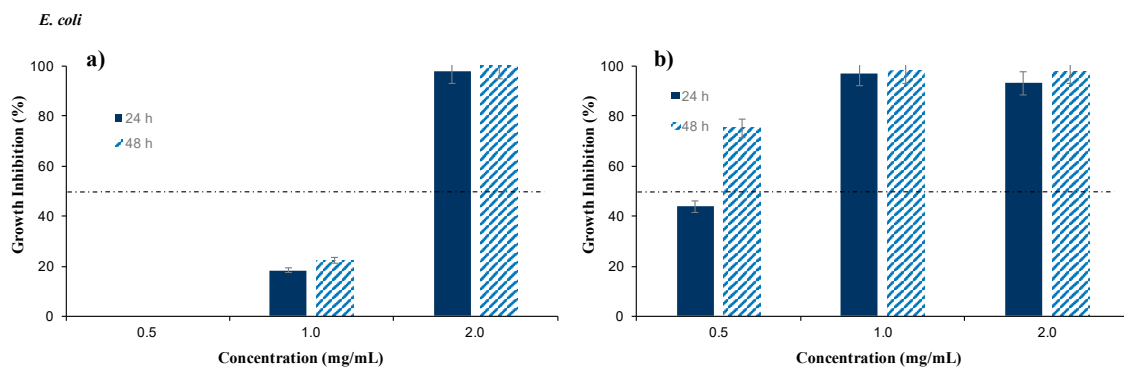 E. coli
a)
Growth Inhibition (%)
100
80
60
40
20
0
24 h
48 h
0.5
1.0
2.0
Concentration (mg/mL)
b)
Growth Inhibition (%)
100
80
60
40
20
0
24 h
48 h
0.5
1.0
2.0
Concentration (mg/mL)